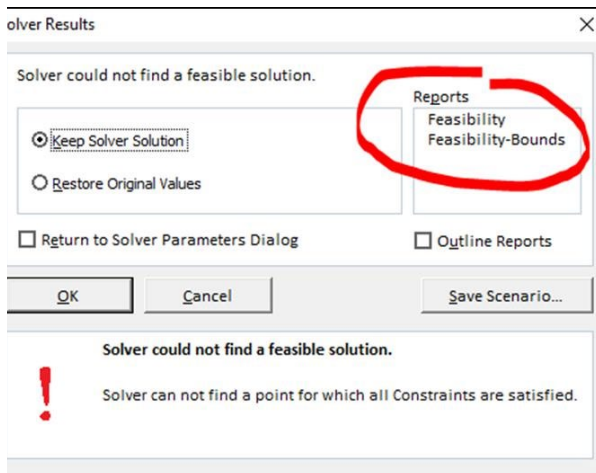 olver Results
Solver could not find a feasible solution.
Reports
Feasibility
Feasibility-Bounds
Keep Solver Solution
Restore Original Values
Return to Solver Parameters Dialog
Outline Reports
OK
Cancel
Save Scenario...
Solver could not find a feasible solution.
Solver can not find a point for which all Constraints are satisfied.